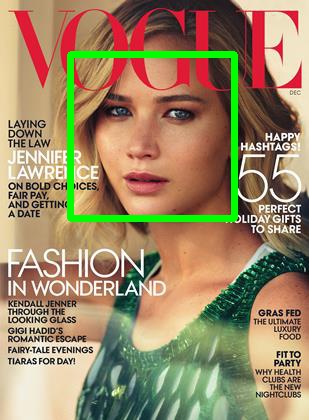 VOGUE
DEC
LAYING
DOWN
THE LAW
JENNIFER
LAWRENCE
ON BOLD CHOICES,
FAIR PAY,
AND GETTING
A DATE
HAPPY
HASHTAGS!
55
PERFECT
HOLIDAY GIFTS
TO SHARE
FASHION
IN WONDERLAND
KENDALL JENNER
THROUGH THE
LOOKING GLASS
GIGI HADID'S
ROMANTIC ESCAPE
FAIRY-TALE EVENINGS
TIARAS FOR DAY!
GRAS FED
THE ULTIMATE
LUXURY
FOOD
FIT TO
PARTY
WHY HEALTH
CLUBS ARE
THE NEW
NIGHTCLUBS